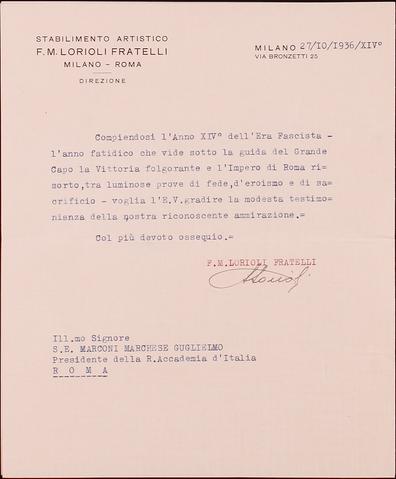 STABILIMENTO ARTISTICO
F. M. LORIOLI FRATELLI
MILANO - ROMA
DIREZIONE
MILANO 27/IO/I936/XIV°
VIA BRONZETTI 25
Compiendosi l'Anno XIV° dell'Era Fascista -
l'anno fatidico che vide sotto la guida del Grande
Capo la Vittoria folgorante e l'Impero di Roma ri=
sorto,tra luminose prove di fede,d'eroismo e di sa=
crificio - voglia l'E.V.gradire la modesta testimo=
nianza della nostra riconoscente ammirazione.=
Col più devoto ossequio.=
F.M.LORIOLI FRATELLI
Ill.mo Signore
S.E. MARCONI MARCHESE GUGLIELMO
Presidente della R.Accademia d'Italia
R O M A